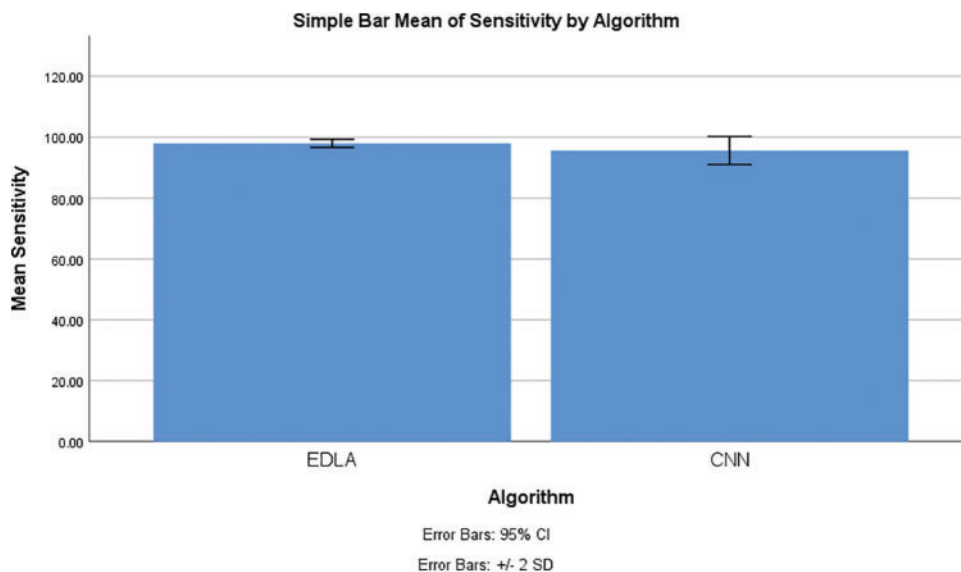 Simple Bar Mean of Sensitivity by Algorithm
Mean Sensitivity
120.00
100.00
80.00
60.00
40.00
20.00
0.00
EDLA
CNN
Algorithm
Error Bars: 95% CI
Error Bars: +/- 2 SD